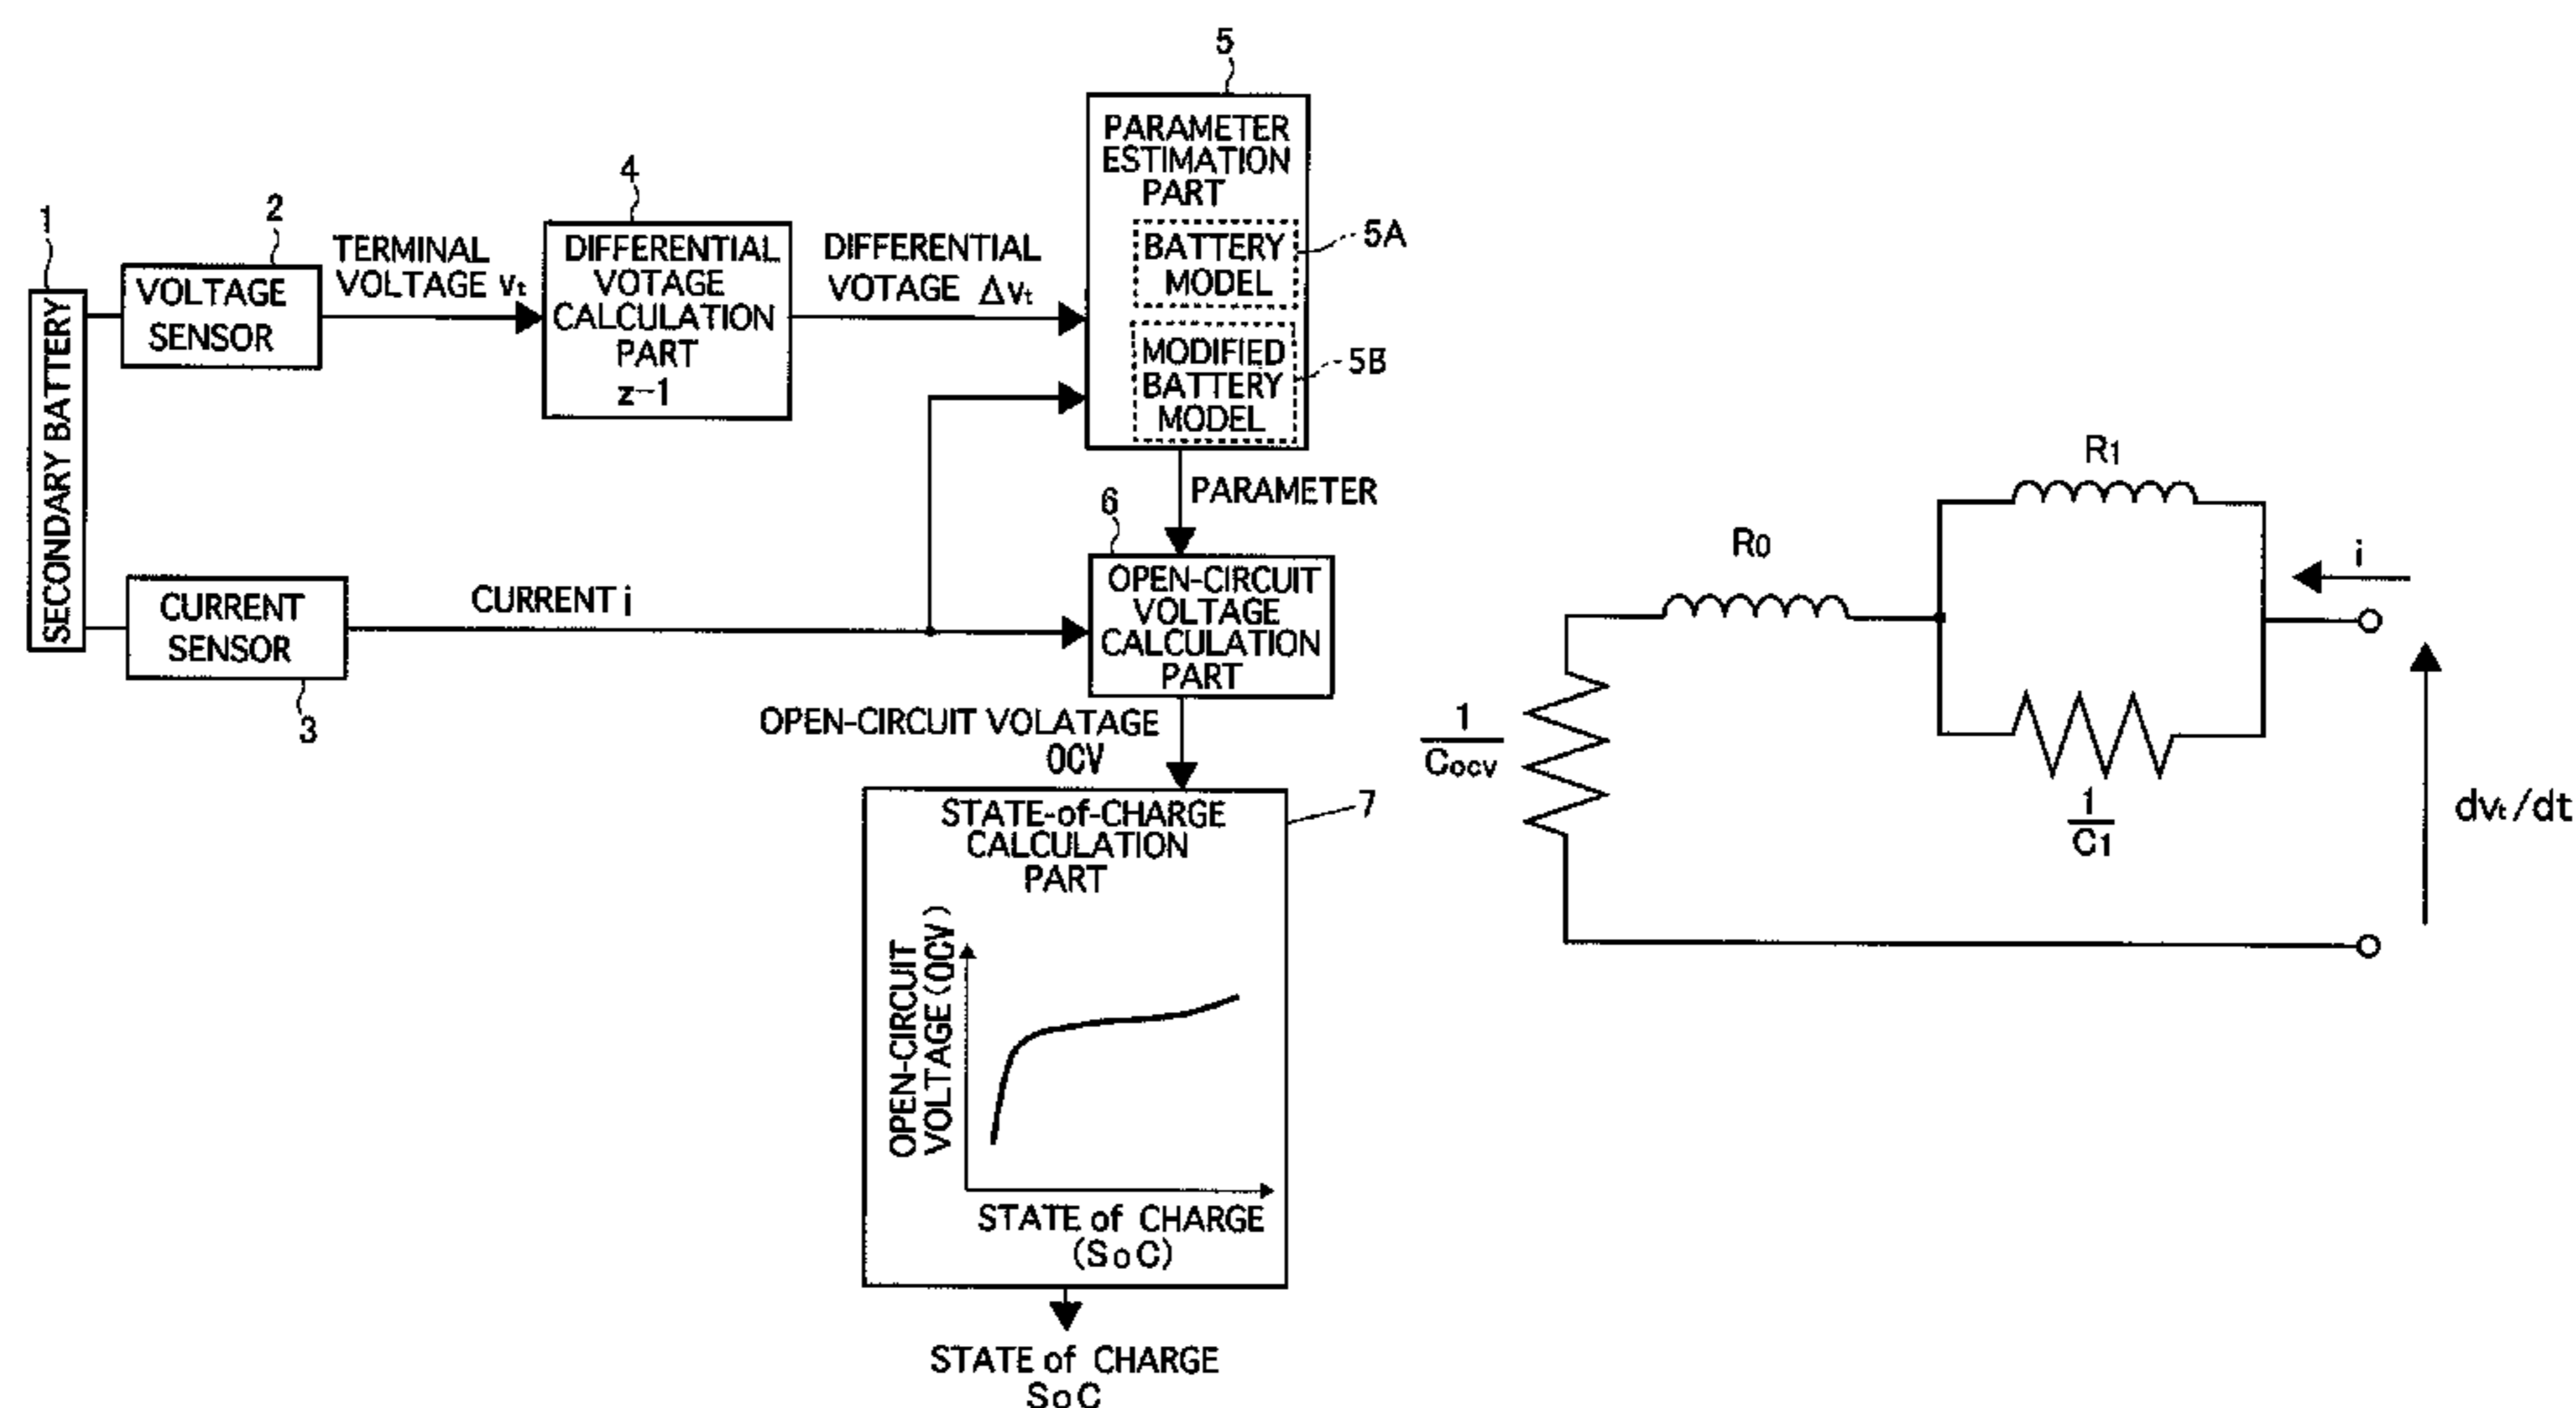 1
SECONDARY BATTERY
2
VOLTAGE
SENSOR
TERMINAL
VOLTAGE Vt
4
DIFFERENTIAL
VOTAGE
CALCULATION
PART
z-1
DIFFERENTIAL
VOTAGE ΔVt
5
PARAMETER
ESTIMATION
PART
BATTERY
MODEL
5A
MODIFIED
BATTERY
MODEL
5B
PARAMETER
CURRENT
SENSOR
3
CURRENT i
6
OPEN-CIRCUIT
VOLTAGE
CALCULATION
PART
OPEN-CIRCUIT VOLATAGE
OCV
7
STATE-of-CHARGE
CALCULATION
PART
OPEN-CIRCUIT
VOLTAGE (OCV)
STATE of CHARGE
(SoC)
STATE of CHARGE
SoC
R1
R0
i
1
Cocv
1
C1
dvt/dt